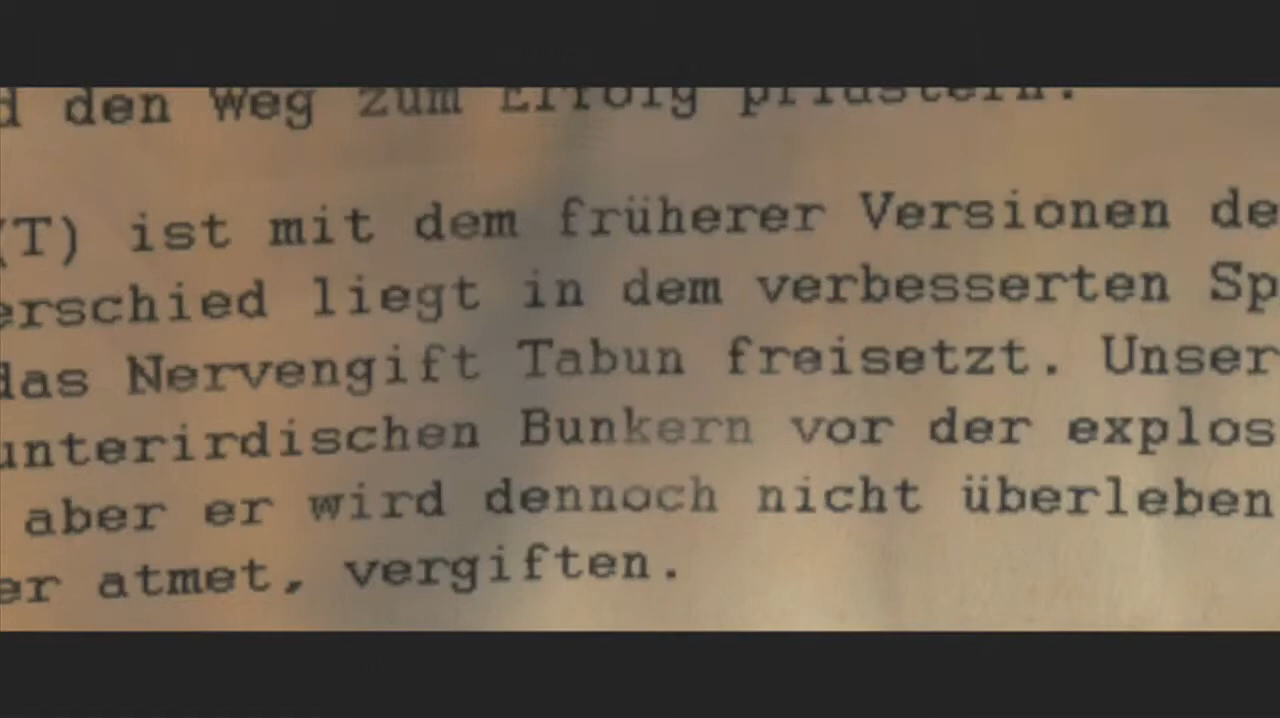 d den Weg zum Erfolg pflastern.
(T) ist mit dem früherer Versionen de
erschied liegt in dem verbesserten Sp
das Nervengift Tabun freisetzt. Unser
unterirdischen Bunkern vor der explos
aber er wird dennoch nicht überleben
er atmet, vergiften.